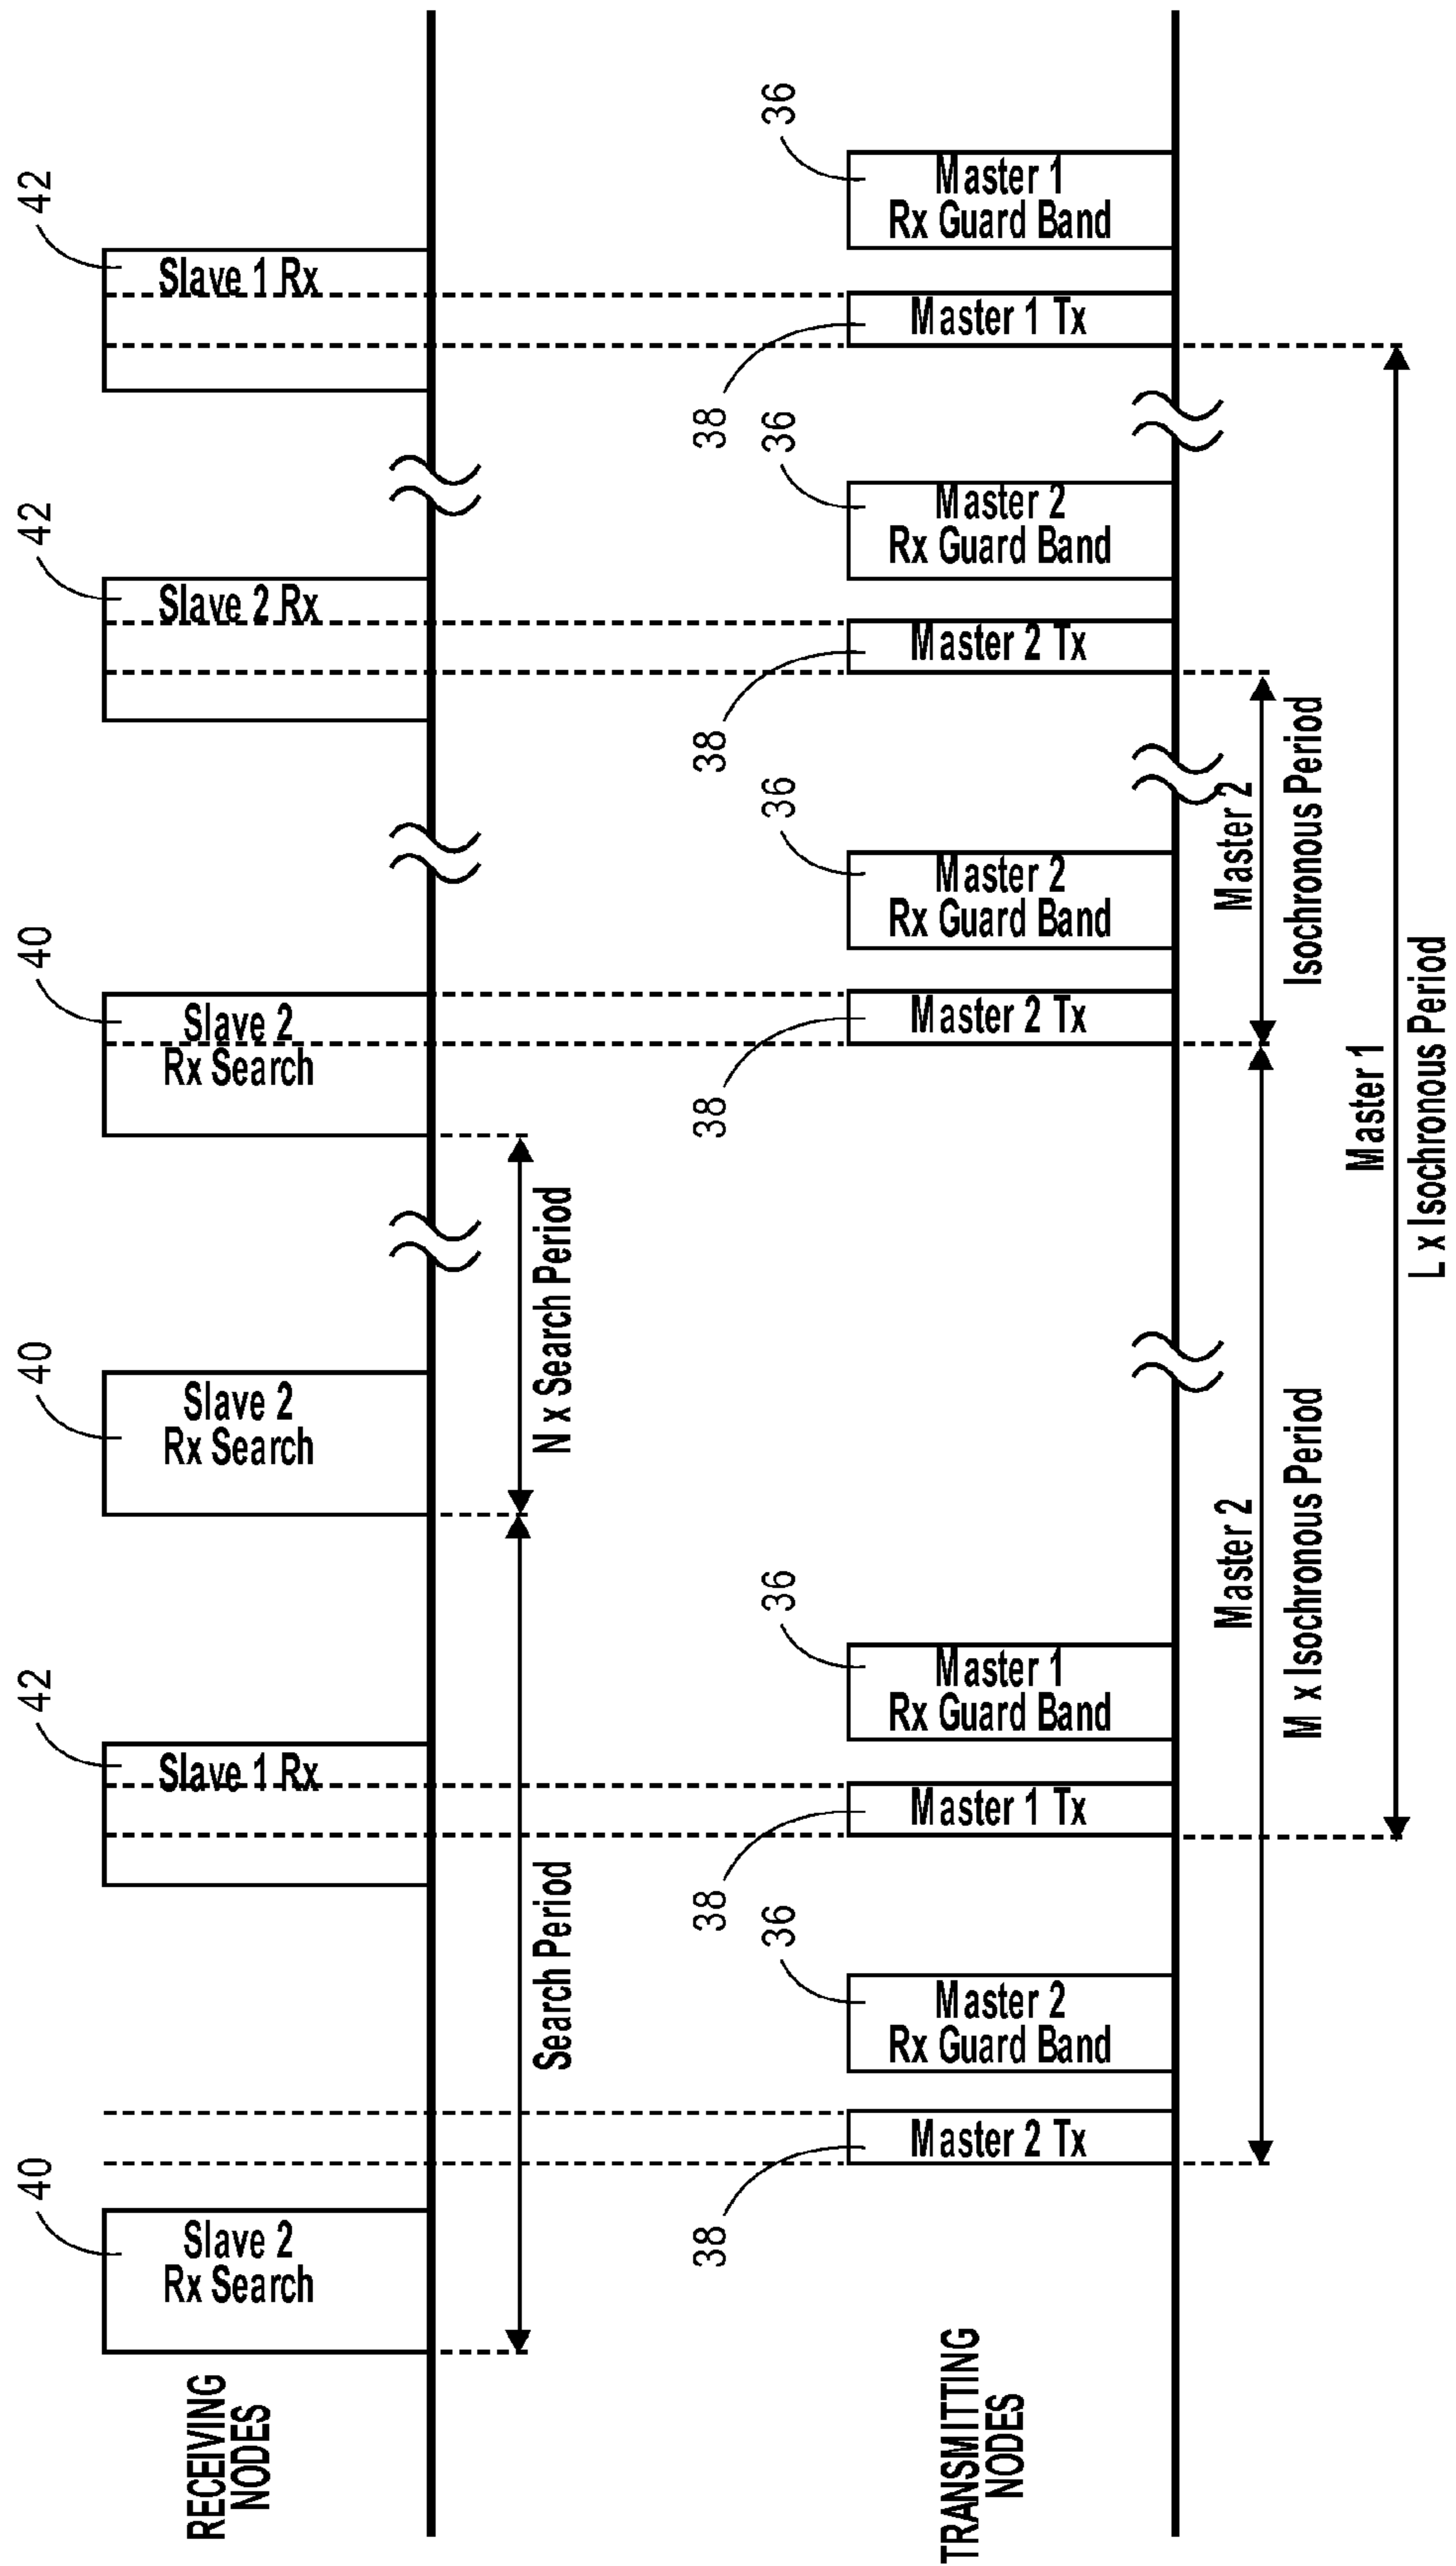 RECEIVING
NODES
40
Slave 2
Rx Search
42
Slave 1 Rx
40
Slave 2
Rx Search
40
Slave 2
Rx Search
42
Slave 2 Rx
42
Slave 1 Rx
Search Period
N x Search Period
TRANSMITTING
NODES
38
Master 2 Tx
36
Master 2
Rx Guard Band
38
Master 1 Tx
36
Master 1
Rx Guard Band
38
Master 2 Tx
36
Master 2
Rx Guard Band
38
Master 2 Tx
36
Master 2
Rx Guard Band
38
Master 1 Tx
36
Master 1
Rx Guard Band
Master 2
M x Isochronous Period
Master 2
Isochronous Period
Master 1
L x Isochronous Period